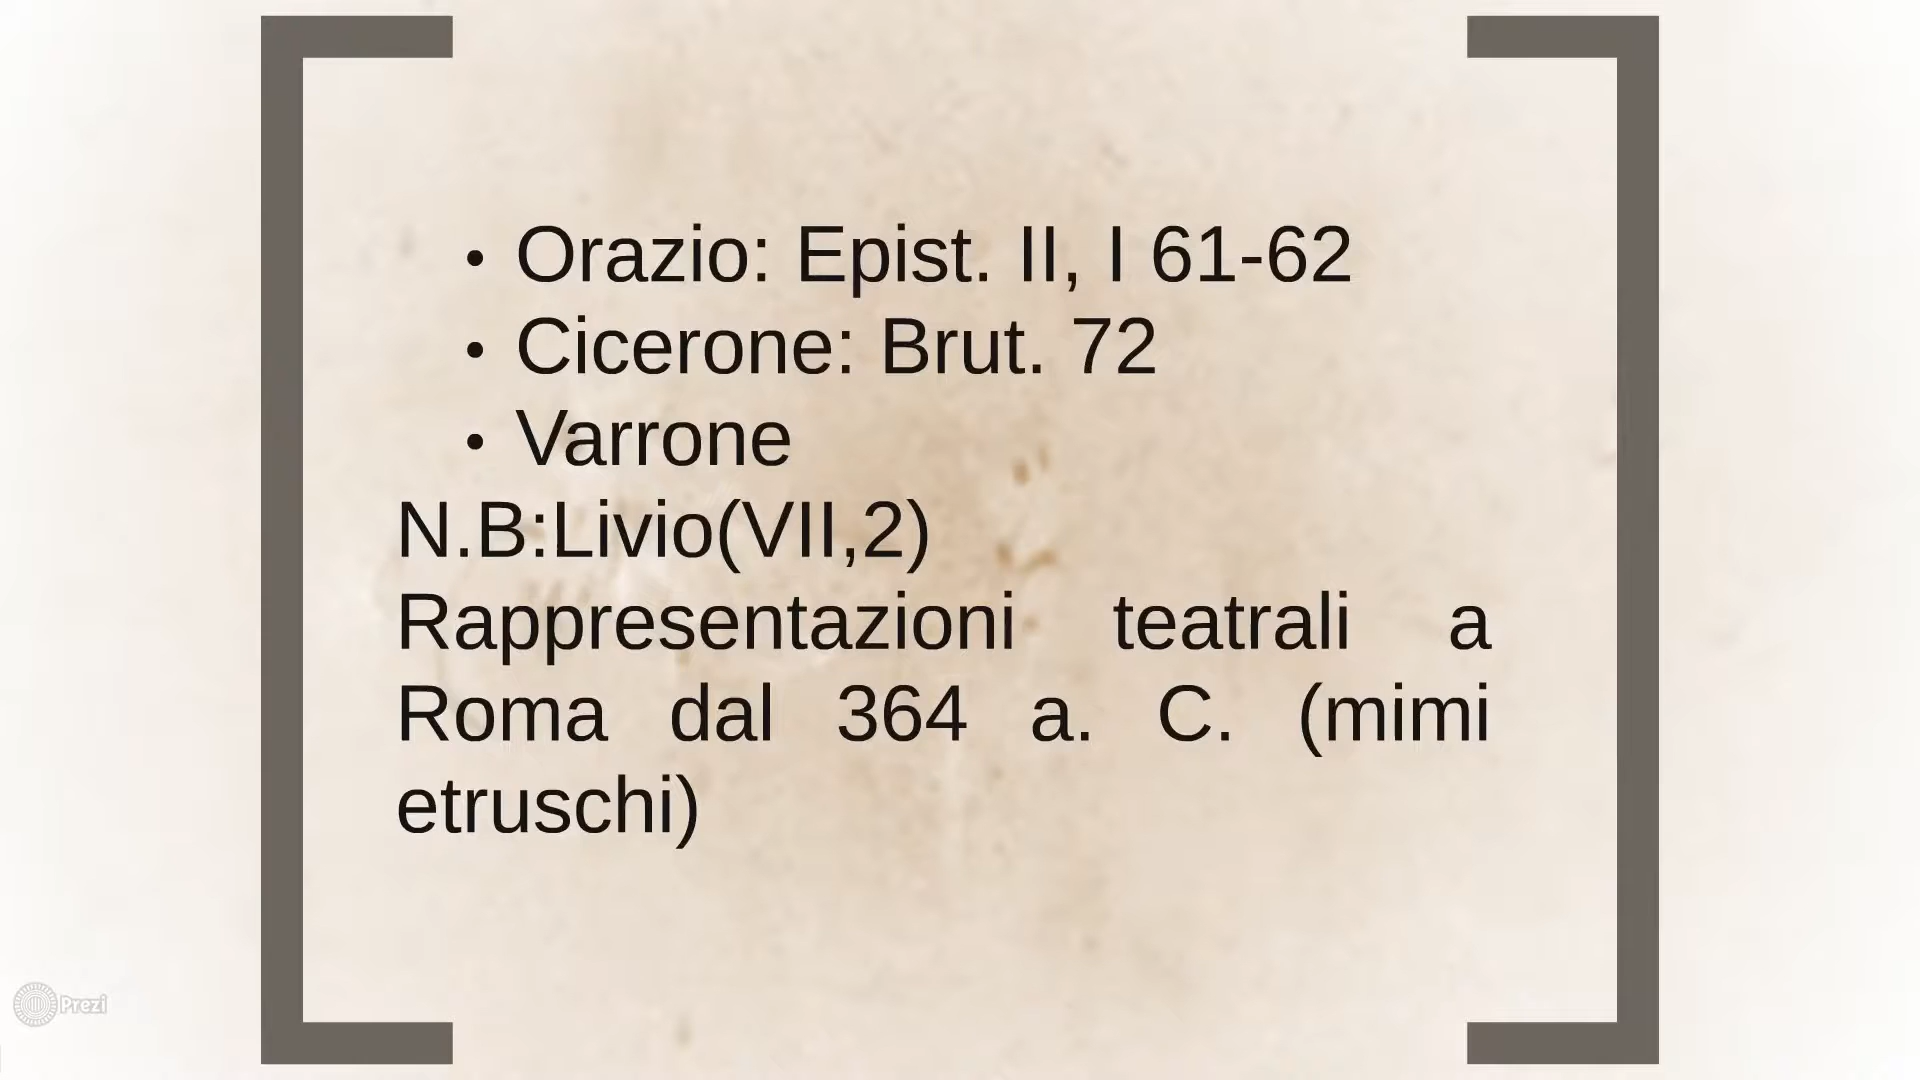 • Orazio: Epist. II, I 61-62
• Cicerone: Brut. 72
• Varrone
N.B:Livio(VII,2)
Rappresentazioni teatrali a
Roma dal 364 a. C. (mimi
etruschi)
Prezi